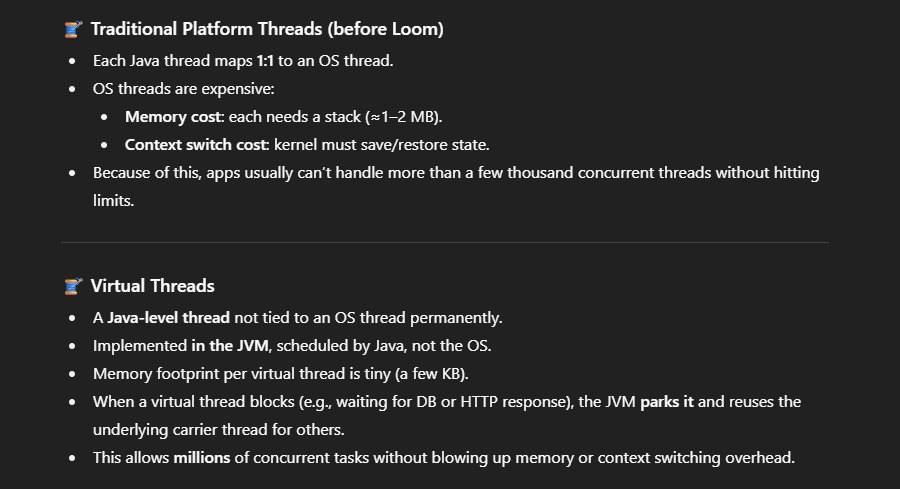 Traditional Platform Threads (before Loom)
• Each Java thread maps 1:1 to an OS thread.
• OS threads are expensive:
• Memory cost: each needs a stack (≈1–2 MB).
• Context switch cost: kernel must save/restore state.
• Because of this, apps usually can't handle more than a few thousand concurrent threads without hitting
limits.
Virtual Threads
• A Java-level thread not tied to an OS thread permanently.
• Implemented in the JVM, scheduled by Java, not the OS.
• Memory footprint per virtual thread is tiny (a few KB).
• When a virtual thread blocks (e.g., waiting for DB or HTTP response), the JVM parks it and reuses the
underlying carrier thread for others.
• This allows millions of concurrent tasks without blowing up memory or context switching overhead.